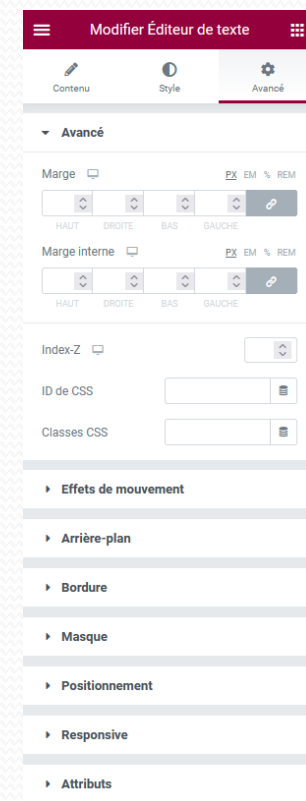 Modifier Éditeur de texte
Contenu Style Avancé
Avancé
Marge PX EM % REM
HAUT DROITE BAS GAUCHE
Marge interne PX EM % REM
HAUT DROITE BAS GAUCHE
Index-Z
ID de CSS
Classes CSS
Effets de mouvement
Arrière-plan
Bordure
Masque
Positionnement
Responsive
Attributs